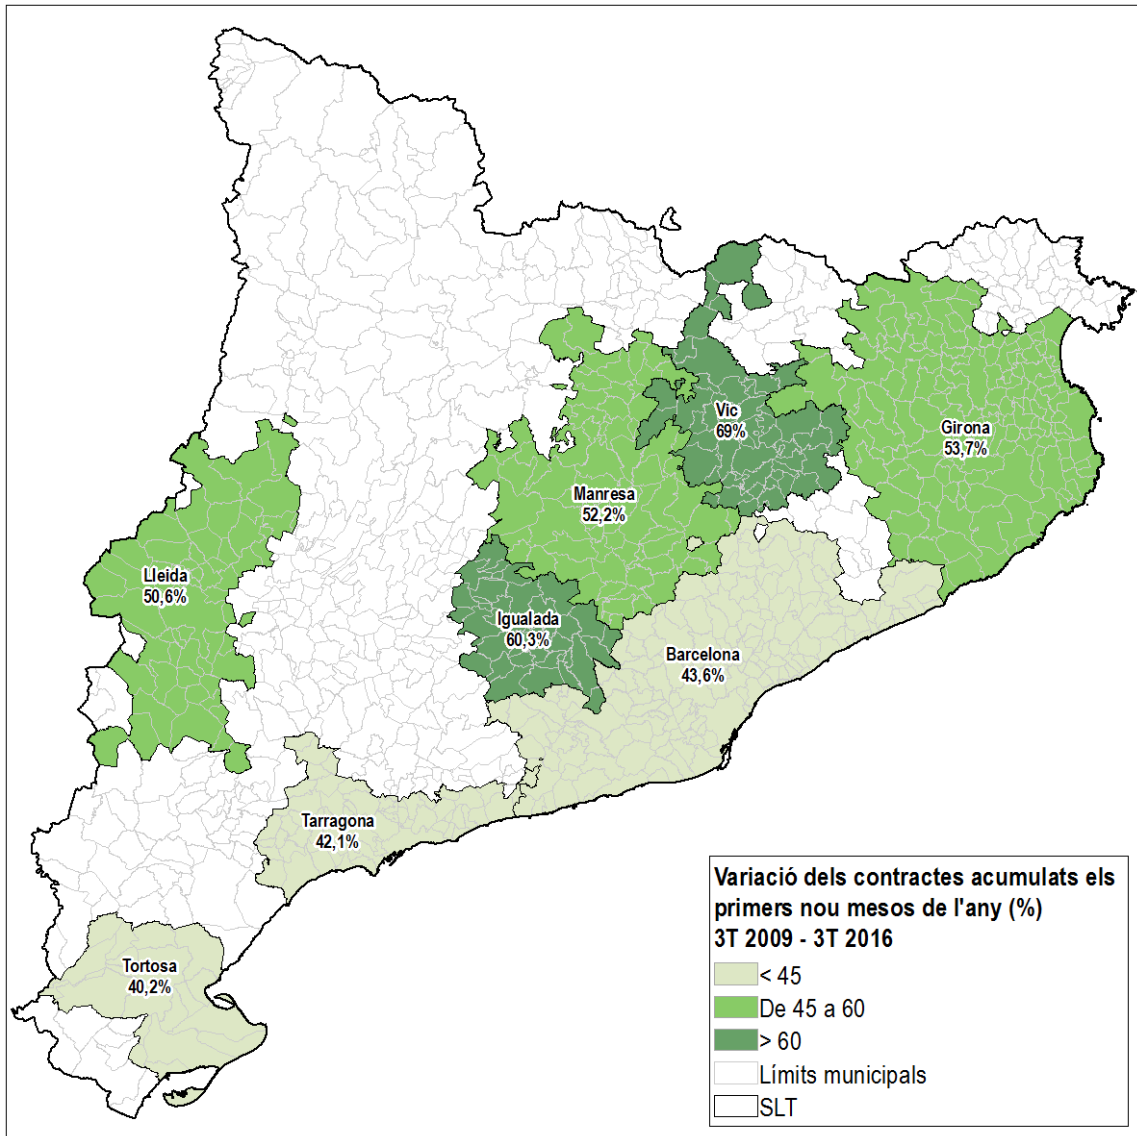 Vic
69%
Girona
53,7%
Manresa
52,2%
Lleida
50,6%
Igualada
60,3%
Barcelona
43,6%
Tarragona
42,1%
Tortosa
40,2%
Variació dels contractes acumulats els
primers nou mesos de l'any (%)
3T 2009 - 3T 2016
< 45
De 45 a 60
> 60
Límits municipals
SLT